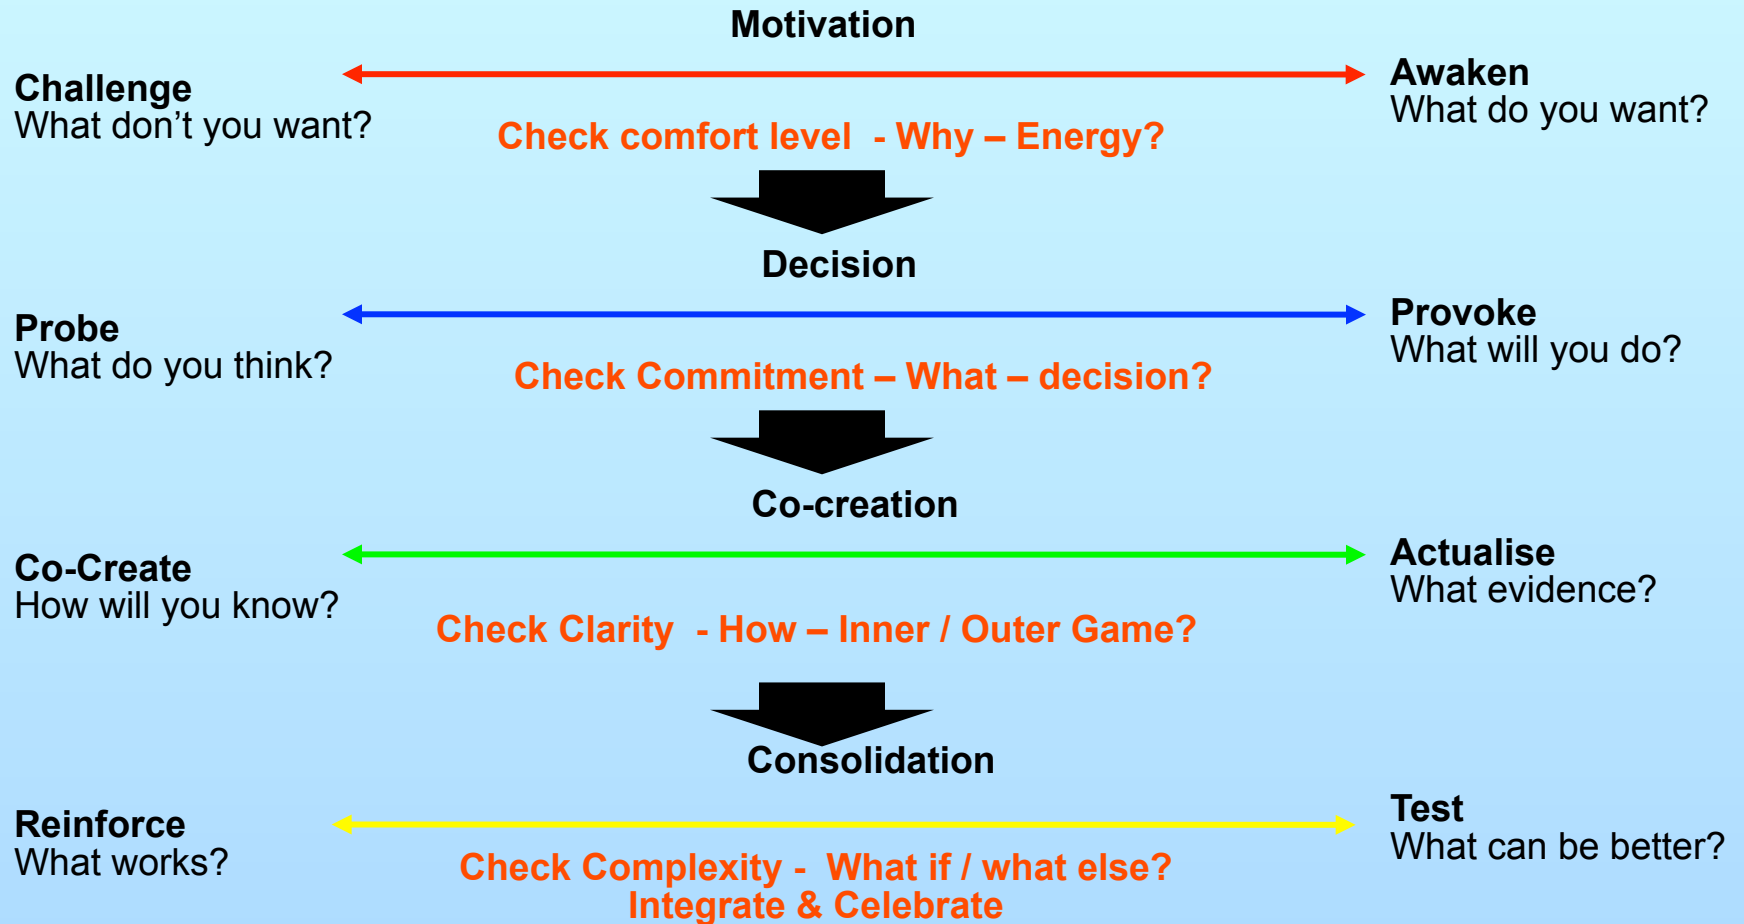 Motivation
Challenge
What don’t you want?
Awaken
What do you want?
Check comfort level  - Why – Energy?
Decision
Probe
What do you think?
Provoke
What will you do?
Check Commitment – What – decision?
Co-creation
Co-Create
How will you know?
Actualise
What evidence?
Check Clarity  - How – Inner / Outer Game?
Consolidation
Reinforce
What works?
Test
What can be better?
Check Complexity -  What if / what else?
Integrate & Celebrate